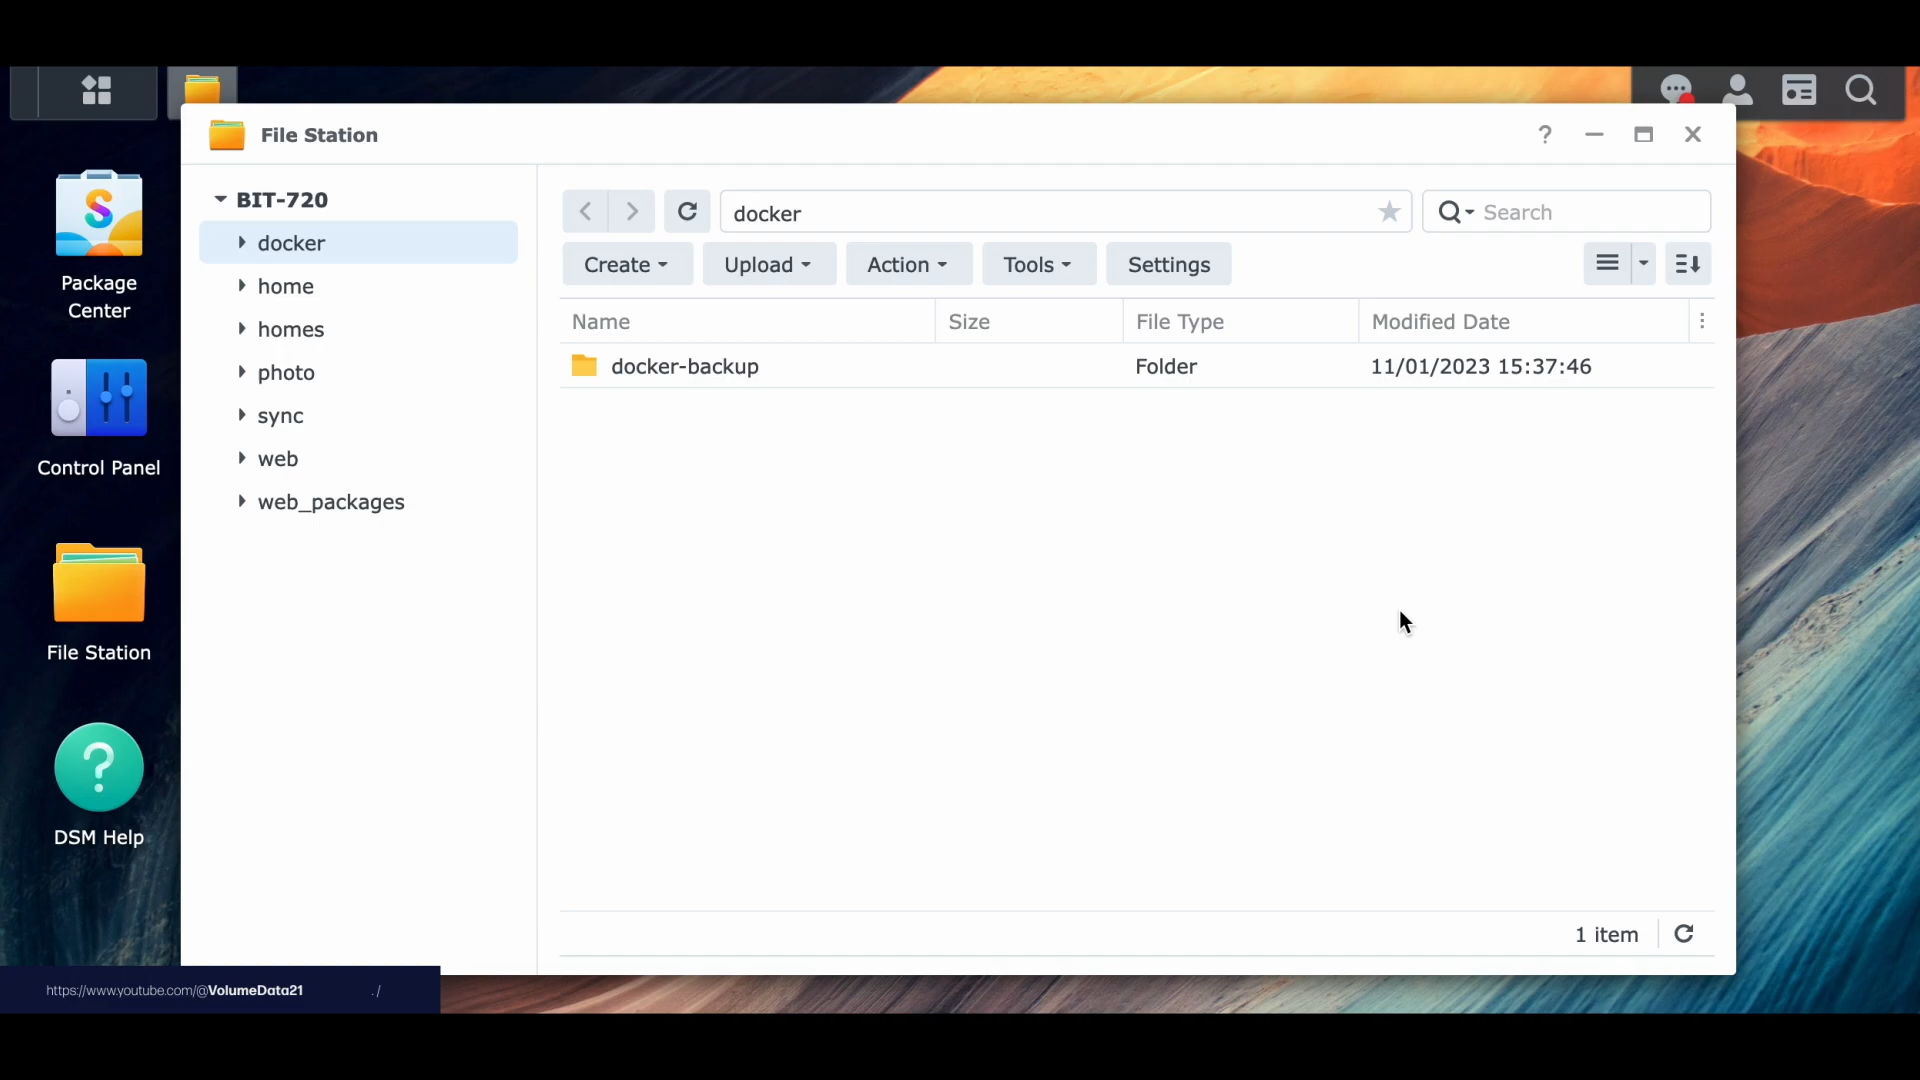 File Station
BIT-720
docker
home
homes
photo
sync
web
web_packages
docker
Search
Create
Upload
Action
Tools
Settings
Name Size File Type Modified Date
docker-backup Folder 11/01/2023 15:37:46
1 item
Package
Center
Control Panel
File Station
DSM Help
https://www.youtube.com/@VolumeData21 . /